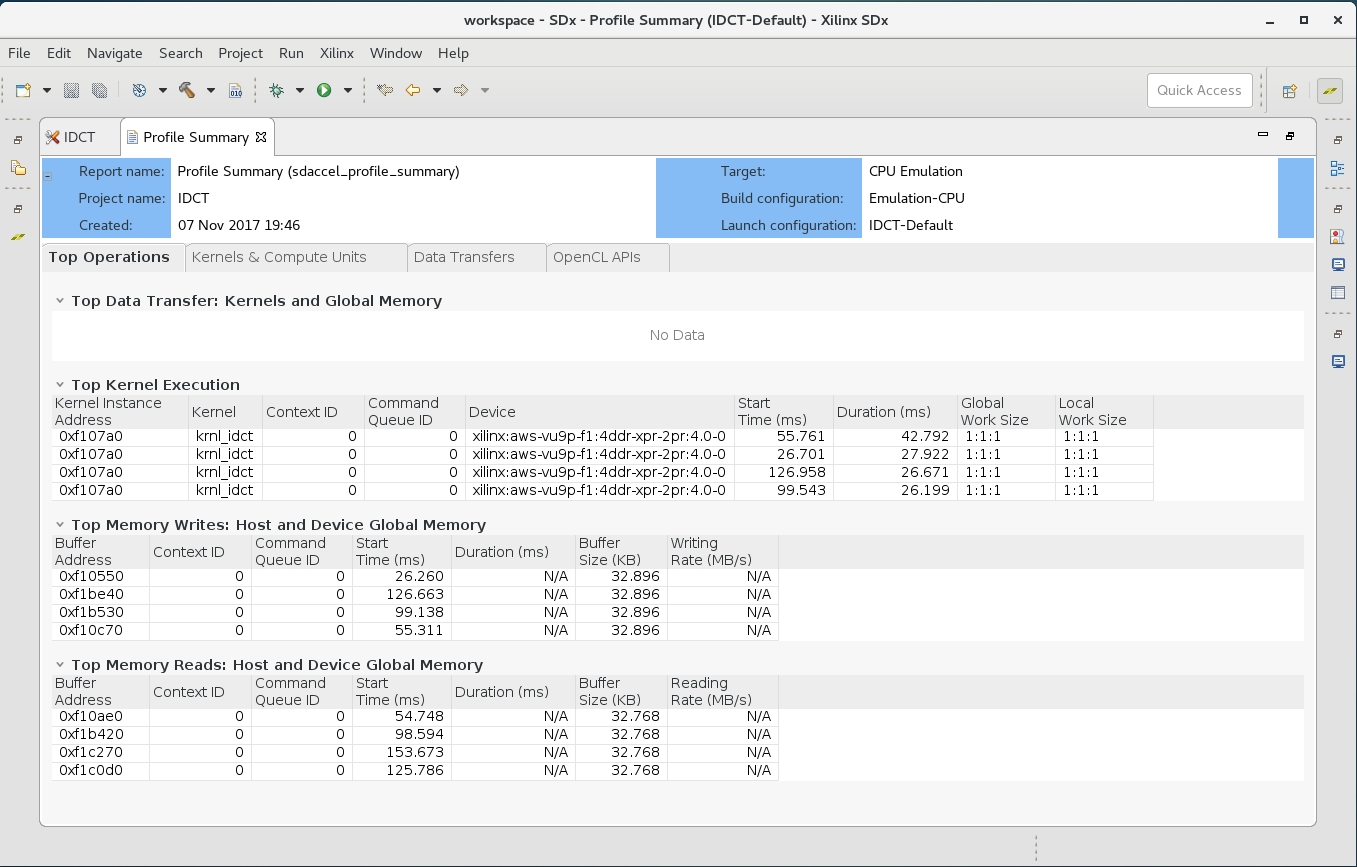 workspace - SDx - Profile Summary (IDCT-Default) - Xilinx SDx
File Edit Navigate Search Project Run Xilinx Window Help
010 Quick Access
IDCT Profile Summary
Report name: Profile Summary (sdaccel_profile_summary) Target: CPU Emulation
Project name: IDCT Build configuration: Emulation-CPU
Created: 07 Nov 2017 19:46 Launch configuration: IDCT-Default
Top Operations Kernels & Compute Units Data Transfers OpenCL APIs
Top Data Transfer: Kernels and Global Memory
No Data
Top Kernel Execution
Kernel Instance Address Kernel Context ID Command Queue ID Device Start Time (ms) Duration (ms) Global Work Size Local Work Size
0xf107a0 krnl_idct 0 0 xilinx:aws-vu9p-f1:4ddr-xpr-2pr:4.0-0 55.761 42.792 1:1:1 1:1:1
0xf107a0 krnl_idct 0 0 xilinx:aws-vu9p-f1:4ddr-xpr-2pr:4.0-0 26.701 27.922 1:1:1 1:1:1
0xf107a0 krnl_idct 0 0 xilinx:aws-vu9p-f1:4ddr-xpr-2pr:4.0-0 126.958 26.671 1:1:1 1:1:1
0xf107a0 krnl_idct 0 0 xilinx:aws-vu9p-f1:4ddr-xpr-2pr:4.0-0 99.543 26.199 1:1:1 1:1:1
Top Memory Writes: Host and Device Global Memory
Buffer Address Context ID Command Queue ID Start Time (ms) Duration (ms) Buffer Size (KB) Writing Rate (MB/s)
0xf10550 0 0 26.260 N/A 32.896 N/A
0xf1be40 0 0 126.663 N/A 32.896 N/A
0xf1b530 0 0 99.138 N/A 32.896 N/A
0xf10c70 0 0 55.311 N/A 32.896 N/A
Top Memory Reads: Host and Device Global Memory
Buffer Address Context ID Command Queue ID Start Time (ms) Duration (ms) Buffer Size (KB) Reading Rate (MB/s)
0xf10ae0 0 0 54.748 N/A 32.768 N/A
0xf1b420 0 0 98.594 N/A 32.768 N/A
0xf1c270 0 0 153.673 N/A 32.768 N/A
0xf1c0d0 0 0 125.786 N/A 32.768 N/A